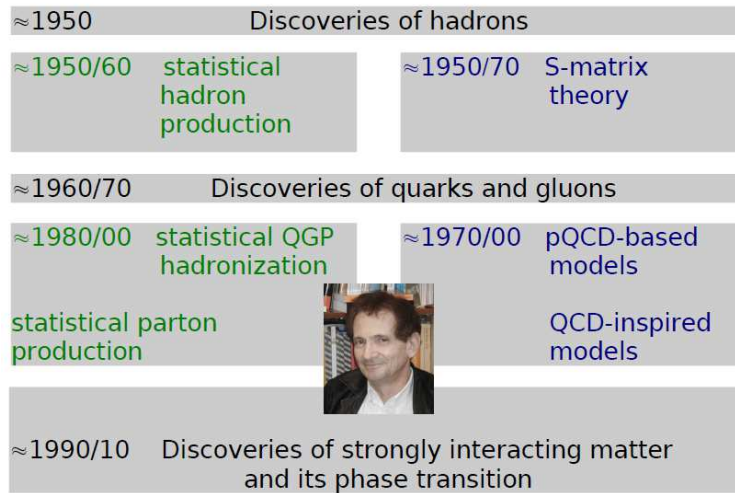 ≈1950 Discoveries of hadrons
≈1950/60 statistical
hadron
production
≈1950/70 S-matrix
theory
≈1960/70 Discoveries of quarks and gluons
≈1980/00 statistical QGP
hadronization
statistical parton
production
≈1970/00 pQCD-based
models
QCD-inspired
models
≈1990/10 Discoveries of strongly interacting matter
and its phase transition